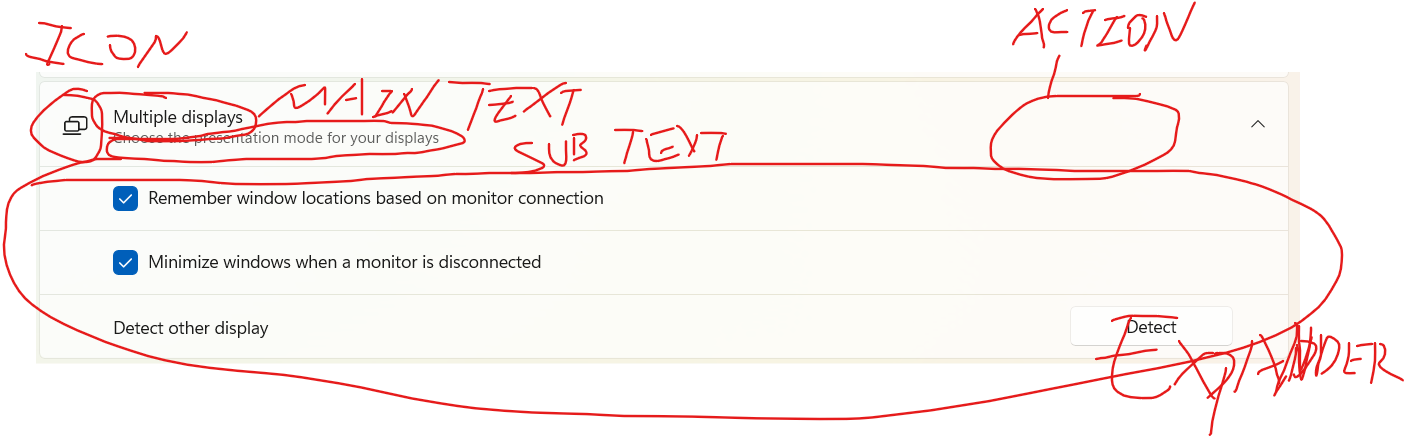 ICON
ACTION
MAIN TEXT
Multiple displays
Choose the presentation mode for your displays
SUB TEXT
Remember window locations based on monitor connection
Minimize windows when a monitor is disconnected
Detect other display
Detect
EXPANDER